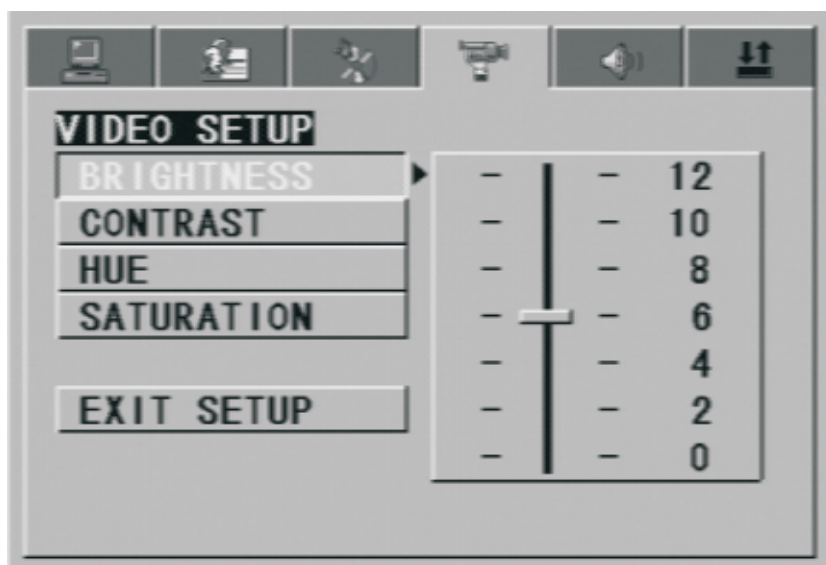 VIDEO SETUP
BRIGHTNESS
CONTRAST
HUE
SATURATION
EXIT SETUP
- - 12
- - 10
- - 8
- - 6
- - 4
- - 2
- - 0